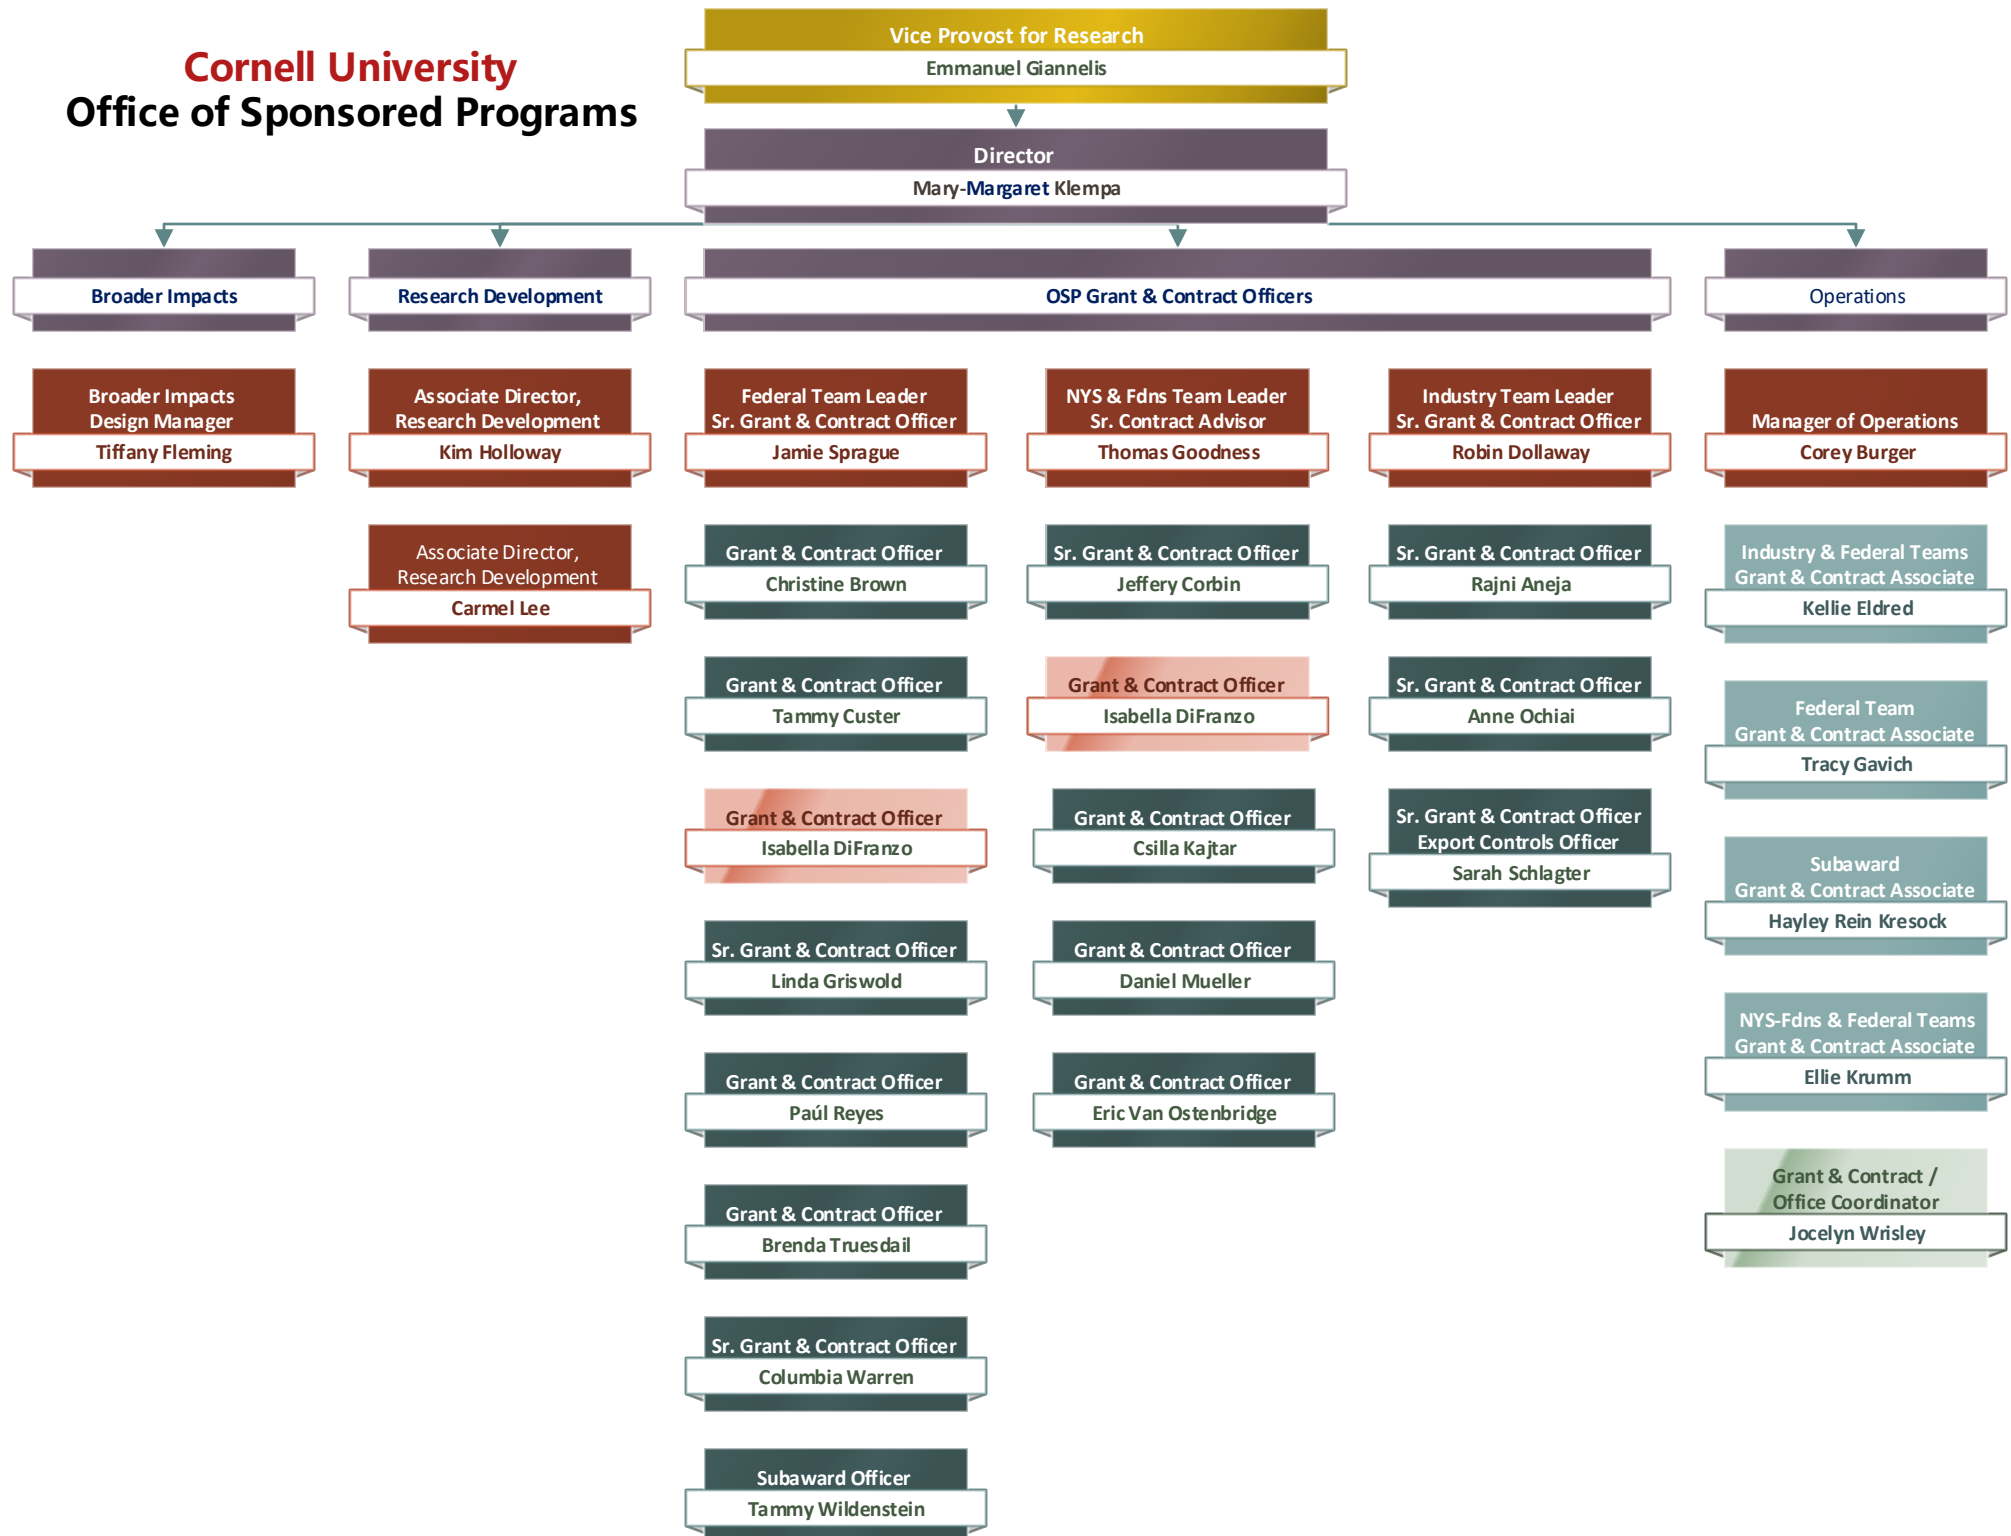 Cornell University
Office of Sponsored Programs
Vice Provost for Research
Emmanuel Giannelis
Director
Mary-Margaret Klempa
Broader Impacts
Research Development
OSP Grant & Contract Officers
Operations
Broader Impacts
Design Manager
Tiffany Fleming
Associate Director,
Research Development
Kim Holloway
Associate Director,
Research Development
Carmel Lee
Federal Team Leader
Sr. Grant & Contract Officer
Jamie Sprague
Grant & Contract Officer
Christine Brown
Grant & Contract Officer
Tammy Custer
Grant & Contract Officer
Isabella DiFranzo
Sr. Grant & Contract Officer
Linda Griswold
Grant & Contract Officer
Paúl Reyes
Grant & Contract Officer
Brenda Truesdail
Sr. Grant & Contract Officer
Columbia Warren
Subaward Officer
Tammy Wildenstein
NYS & Fdns Team Leader
Sr. Contract Advisor
Thomas Goodness
Sr. Grant & Contract Officer
Jeffery Corbin
Grant & Contract Officer
Isabella DiFranzo
Grant & Contract Officer
Csilla Kajtar
Grant & Contract Officer
Daniel Mueller
Grant & Contract Officer
Eric Van Ostenbridge
Industry Team Leader
Sr. Grant & Contract Officer
Robin Dollaway
Sr. Grant & Contract Officer
Rajni Aneja
Sr. Grant & Contract Officer
Anne Ochiai
Sr. Grant & Contract Officer
Export Controls Officer
Sarah Schlagter
Manager of Operations
Corey Burger
Industry & Federal Teams
Grant & Contract Associate
Kellie Eldred
Federal Team
Grant & Contract Associate
Tracy Gavich
Subaward
Grant & Contract Associate
Hayley Rein Kresock
NYS-Fdns & Federal Teams
Grant & Contract Associate
Ellie Krumm
Grant & Contract /
Office Coordinator
Jocelyn Wrisley